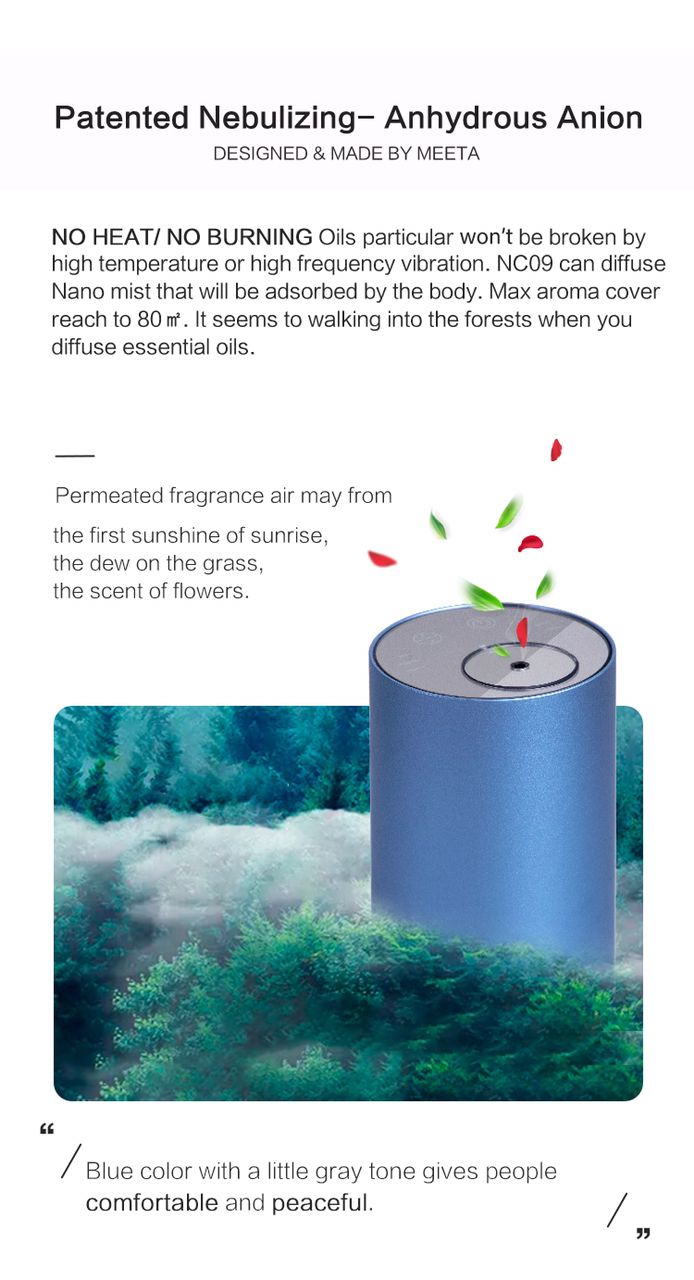 Patented Nebulizing- Anhydrous Anion
DESIGNED & MADE BY MEETA
NO HEAT/ NO BURNING Oils particular won't be broken by
high temperature or high frequency vibration. NC09 can diffuse
Nano mist that will be adsorbed by the body. Max aroma cover
reach to 80㎡. It seems to walking into the forests when you
diffuse essential oils.
Permeated fragrance air may from
the first sunshine of sunrise,
the dew on the grass,
the scent of flowers.
“
Blue color with a little gray tone gives people
comfortable and peaceful.
”